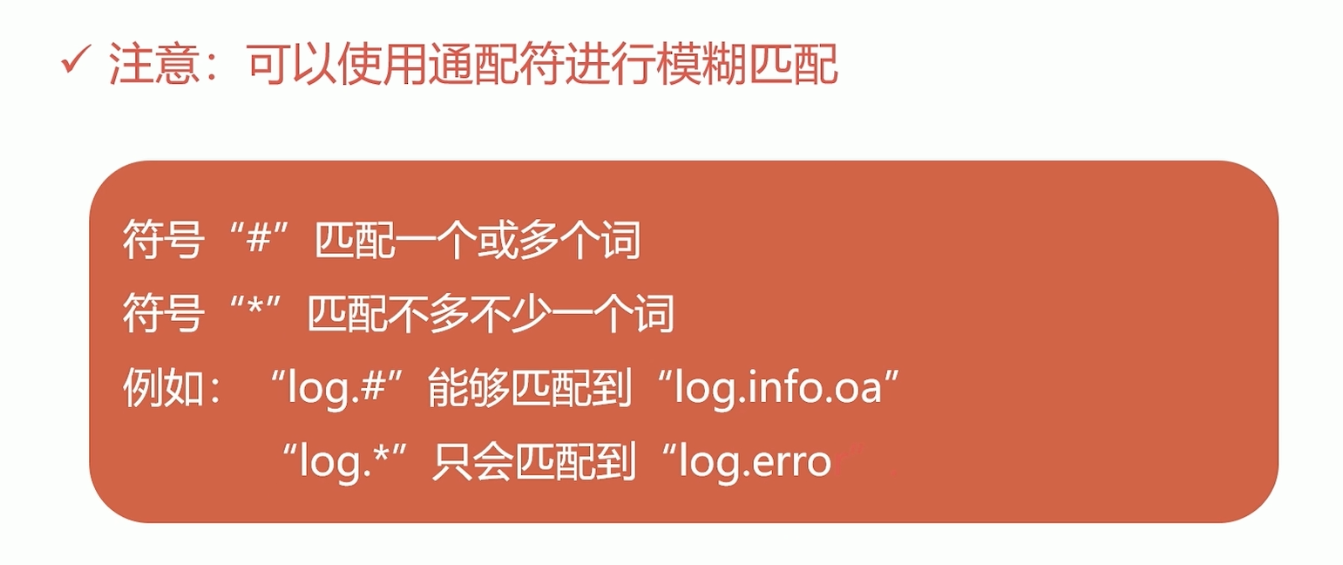 ✓ 注意：可以使用通配符进行模糊匹配
符号“#”匹配一个或多个词
符号“*”匹配不多不少一个词
例如：“log.#”能够匹配到“log.info.oa”
“log.*”只会匹配到“log.erro